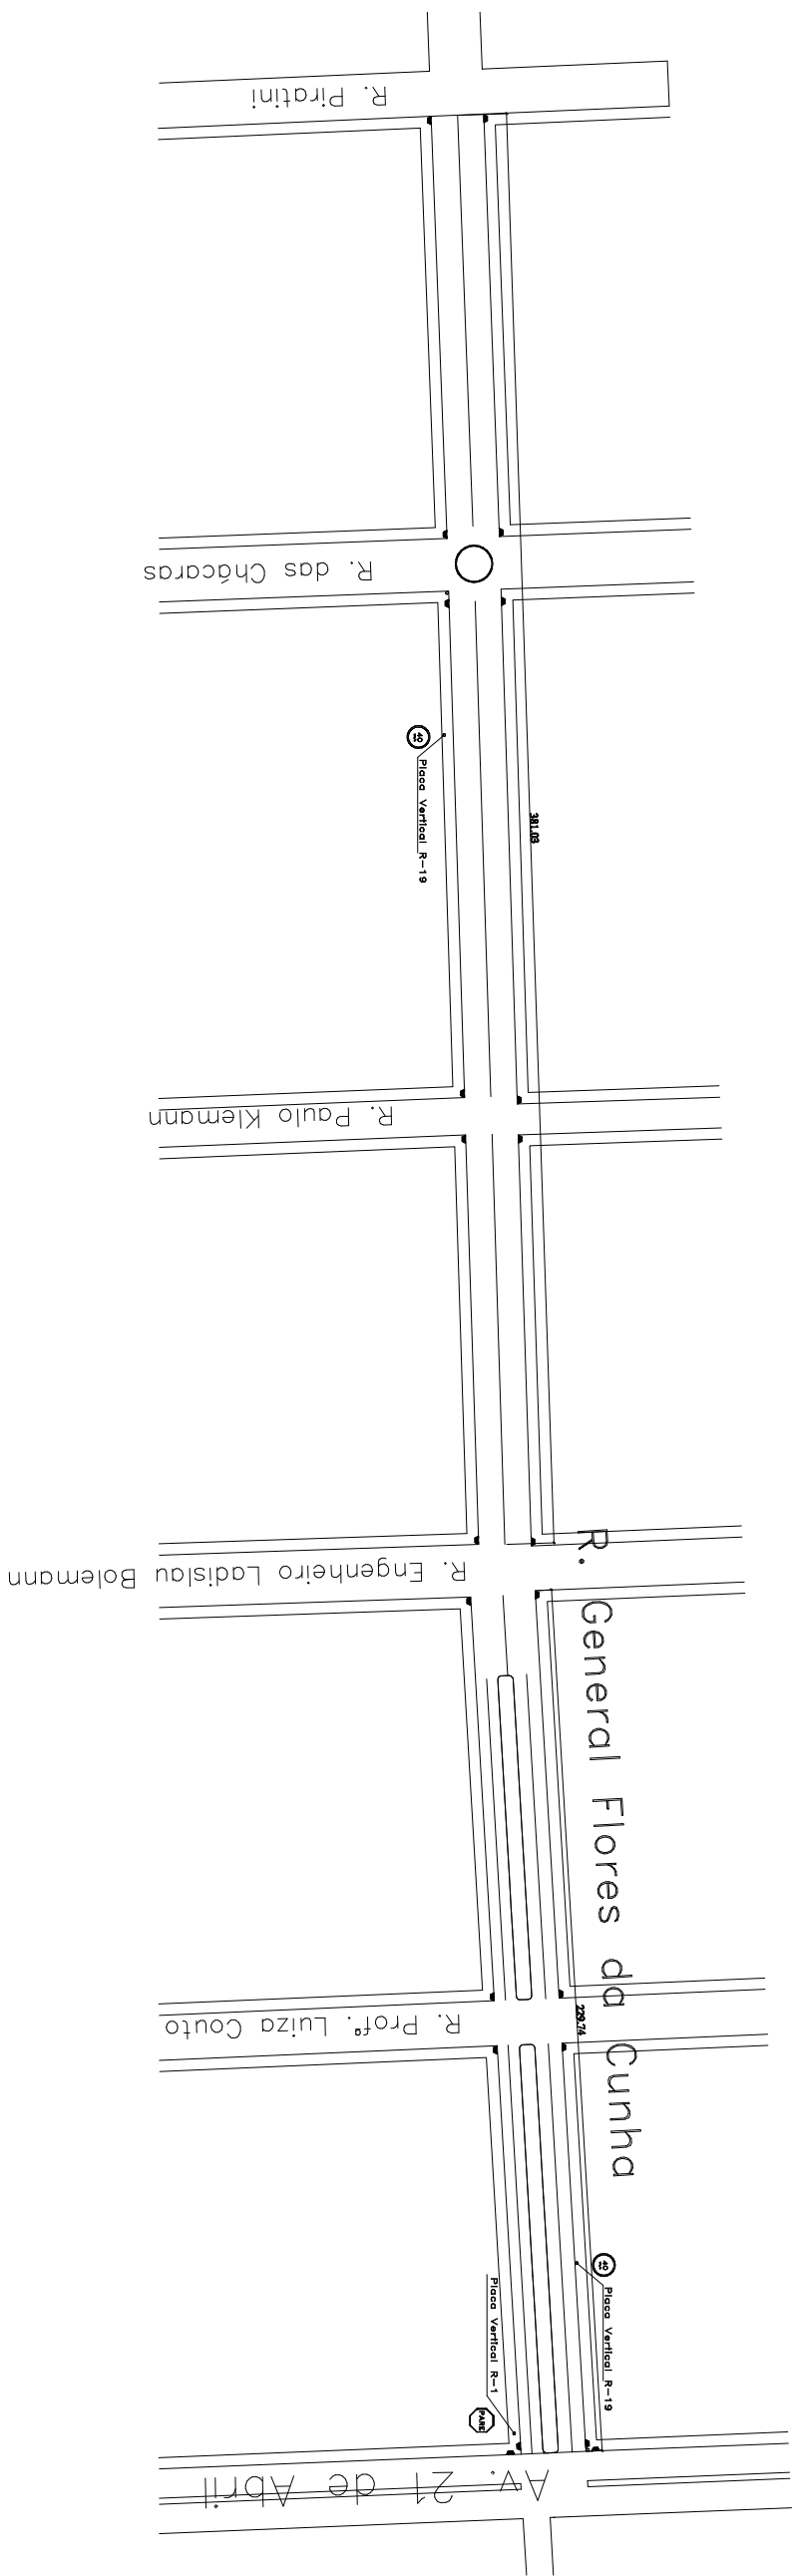 R. Piratini
R. das Chácaras
40
Placa Vertical R-19
381.03
R. Paulo Klemann
R. Engenheiro Ladislau Bolemann
R. General Flores da Cunha
R. Profª. Luiza Couto
229.74
40
Placa Vertical R-19
Placa Vertical R-1
PARE
Av. 21 de Abril